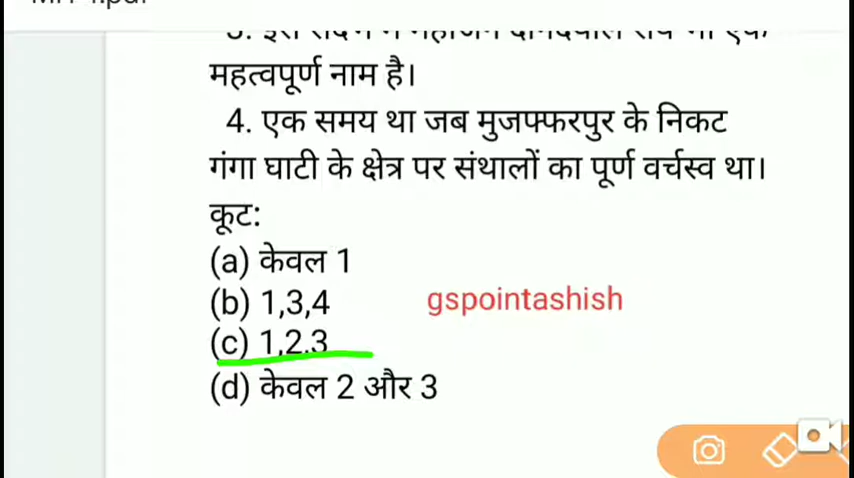 महत्वपूर्ण नाम है।
4. एक समय था जब मुजफ्फरपुर के निकट
गंगा घाटी के क्षेत्र पर संथालों का पूर्ण वर्चस्व था।
कूट:
(a) केवल 1
(b) 1,3,4
gspointashish
(c) 1,2.3
(d) केवल 2 और 3